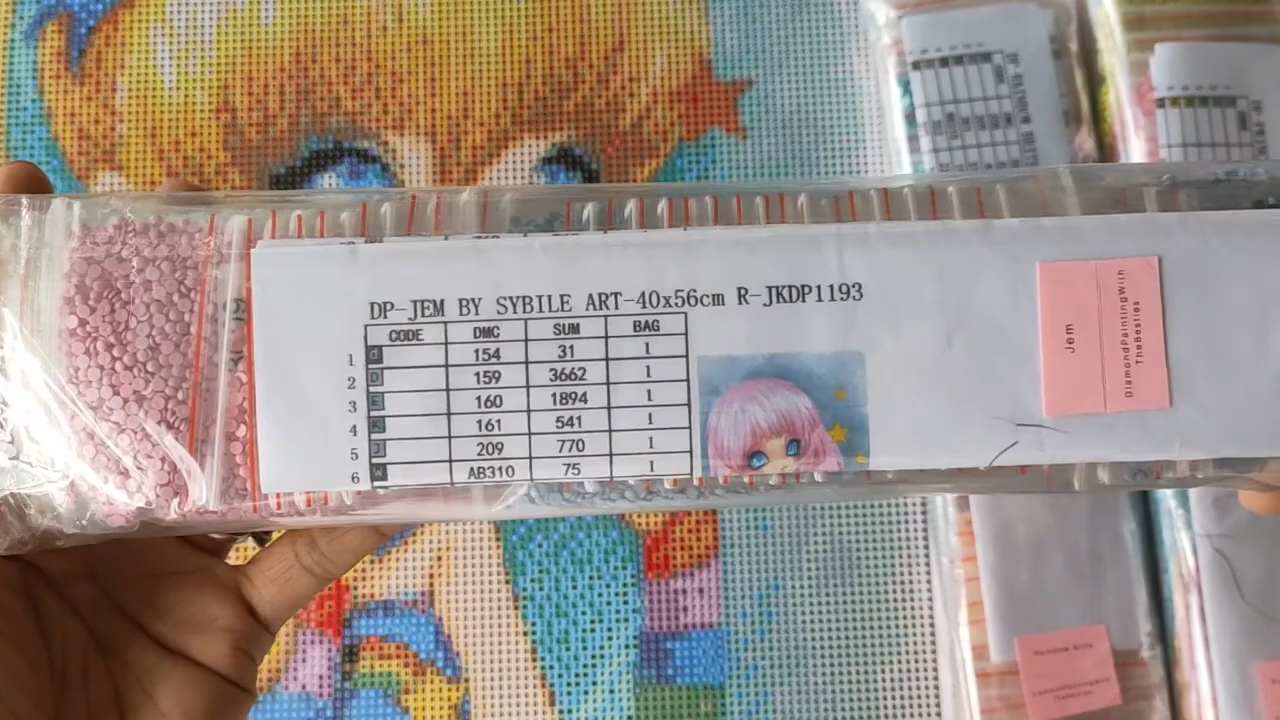 DP-JEM BY SYBILE ART-40x56cm R-JKDP1193
CODE DMC SUM BAG
1 d 154 31 1
2 D 159 3662 1
3 E 160 1894 1
4 K 161 541 1
5 J 209 770 1
6 W AB310 75 1
Jem
DiamondPaintingWith
TheBesties
DiamondPaintingWith
TheBesties